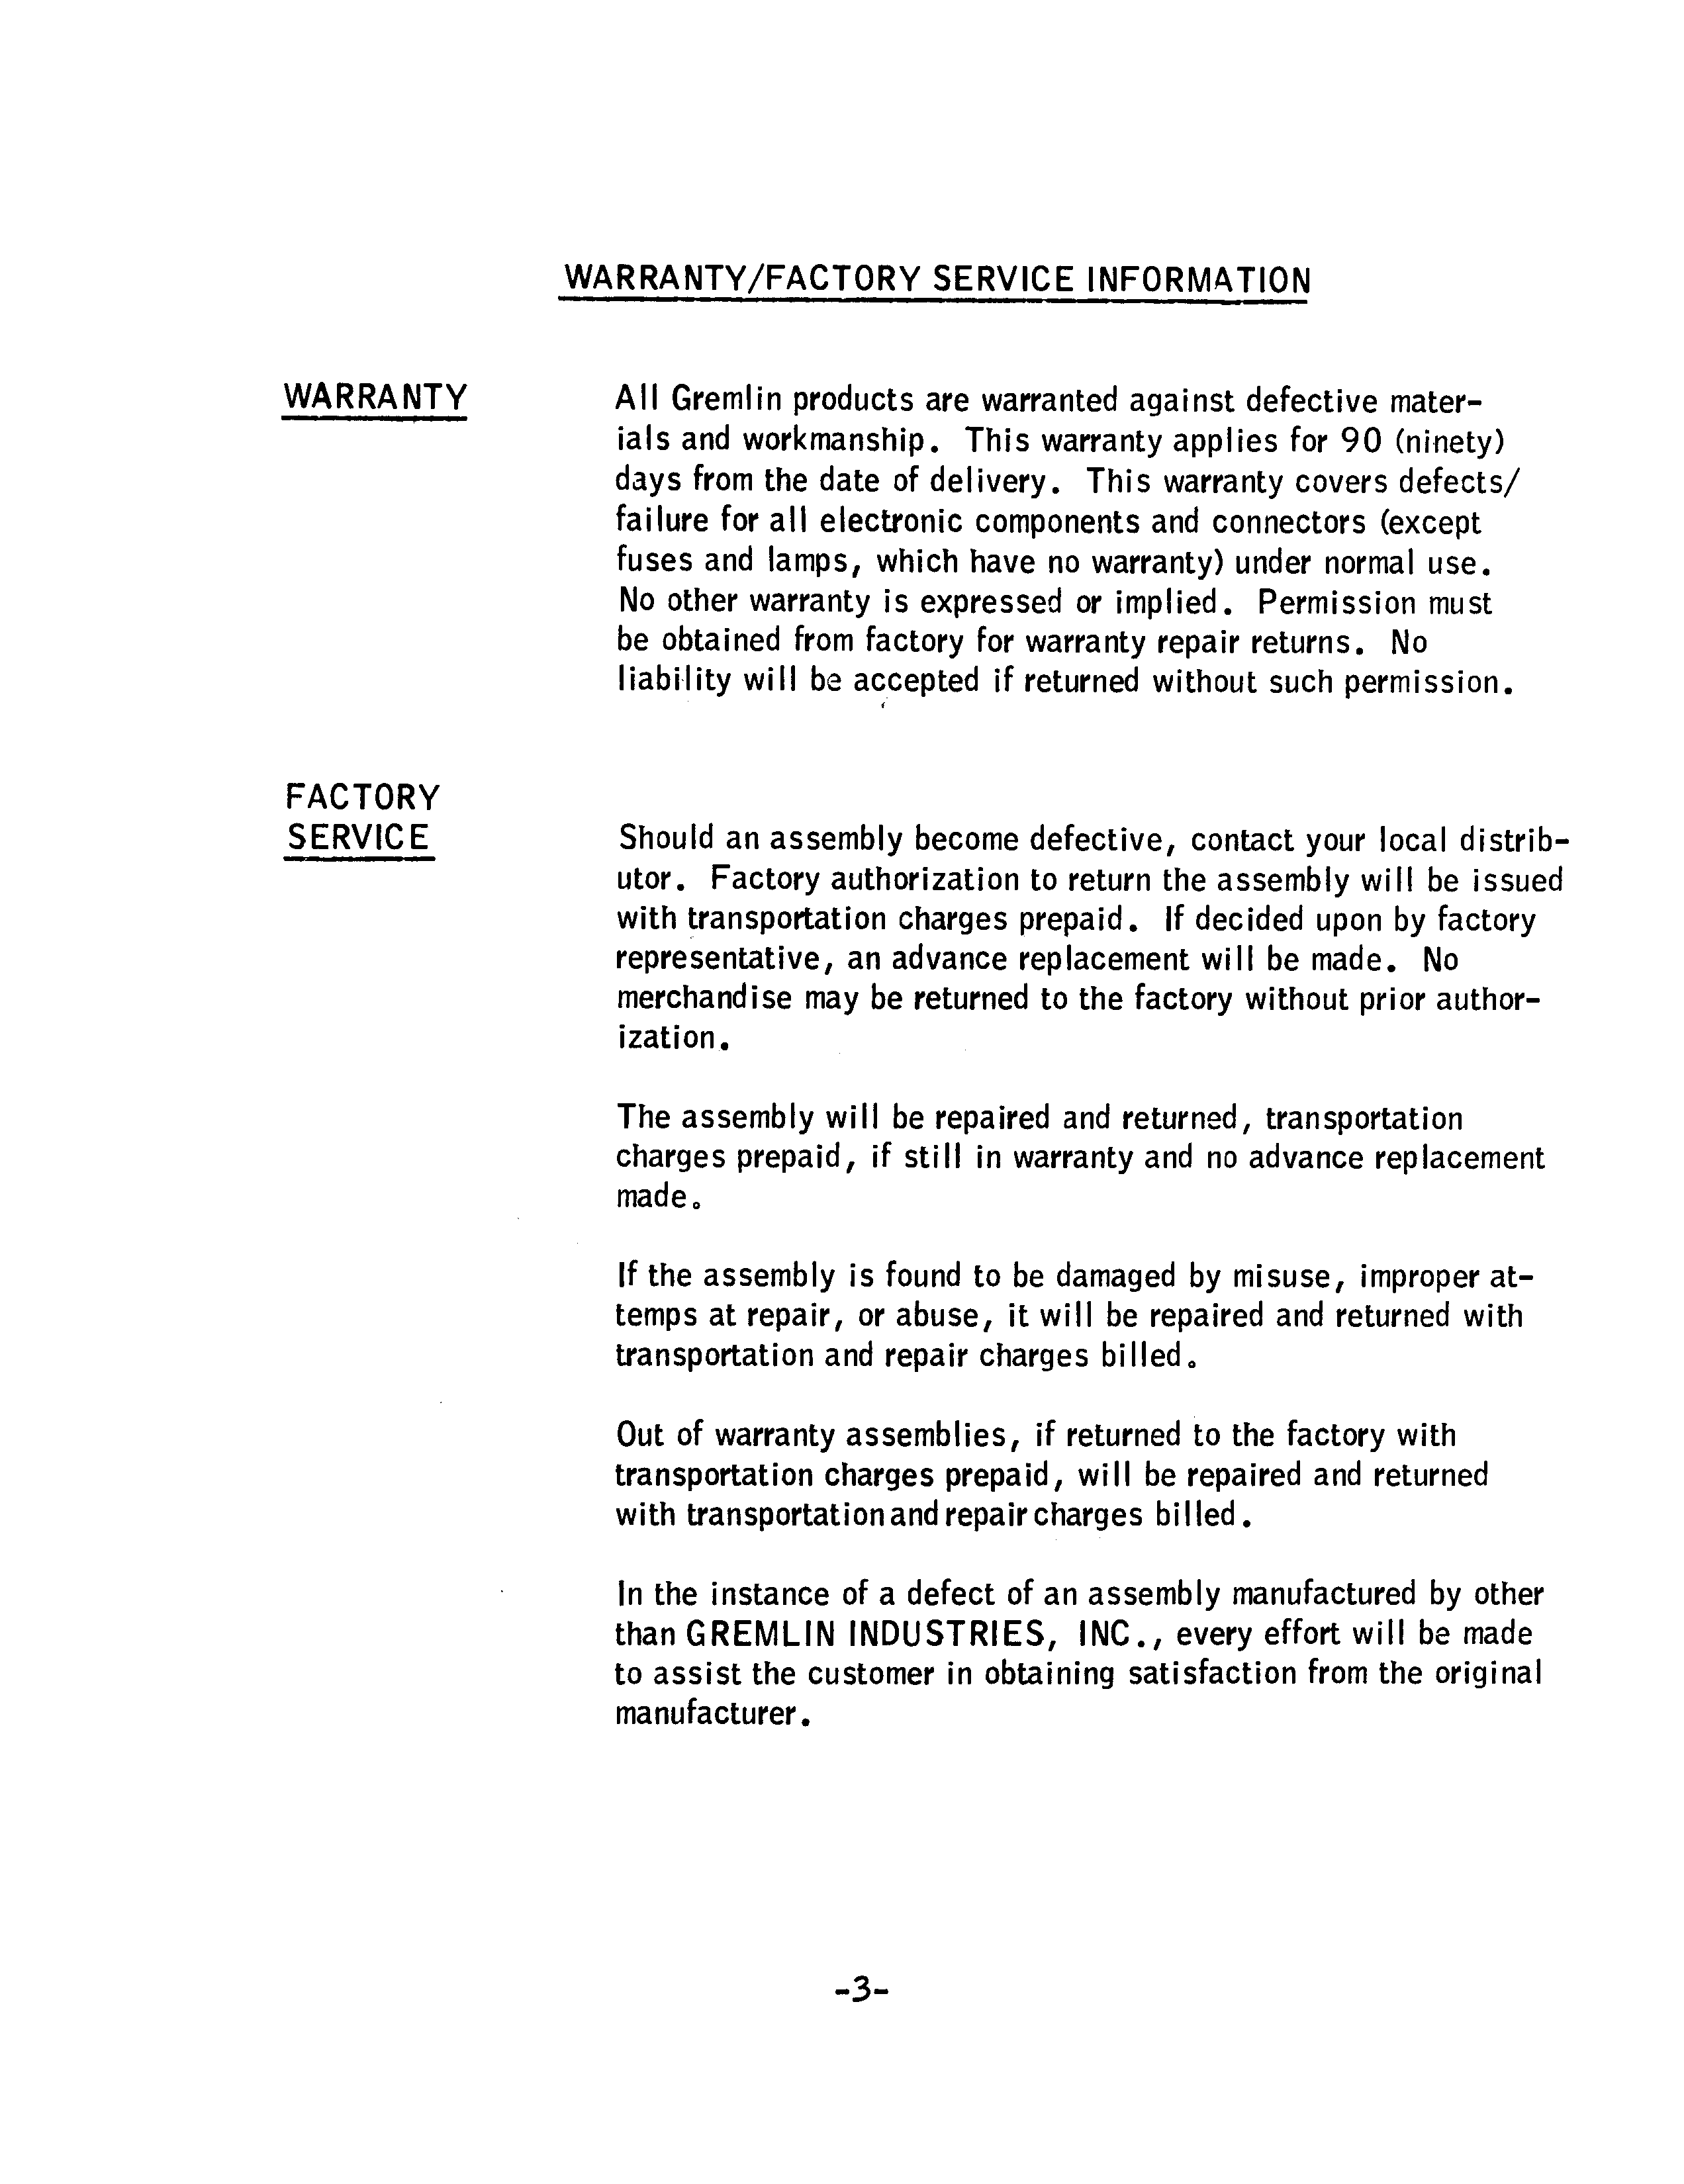 WARRANTY/FACTORY SERVICE INFORMATION
WARRANTY
All Gremlin products are warranted against defective mater-
ials and workmanship. This warranty applies for 90 (ninety)
days from the date of delivery. This warranty covers defects/
failure for all electronic components and connectors (except
fuses and lamps, which have no warranty) under normal use.
No other warranty is expressed or implied. Permission must
be obtained from factory for warranty repair returns. No
liability will be accepted if returned without such permission.
FACTORY
SERVICE
Should an assembly become defective, contact your local distrib-
utor. Factory authorization to return the assembly will be issued
with transportation charges prepaid. If decided upon by factory
representative, an advance replacement will be made. No
merchandise may be returned to the factory without prior author-
ization.
The assembly will be repaired and returned, transportation
charges prepaid, if still in warranty and no advance replacement
made.
If the assembly is found to be damaged by misuse, improper at-
temps at repair, or abuse, it will be repaired and returned with
transportation and repair charges billed.
Out of warranty assemblies, if returned to the factory with
transportation charges prepaid, will be repaired and returned
with transportation and repair charges billed.
In the instance of a defect of an assembly manufactured by other
than GREMLIN INDUSTRIES, INC., every effort will be made
to assist the customer in obtaining satisfaction from the original
manufacturer.
-3-